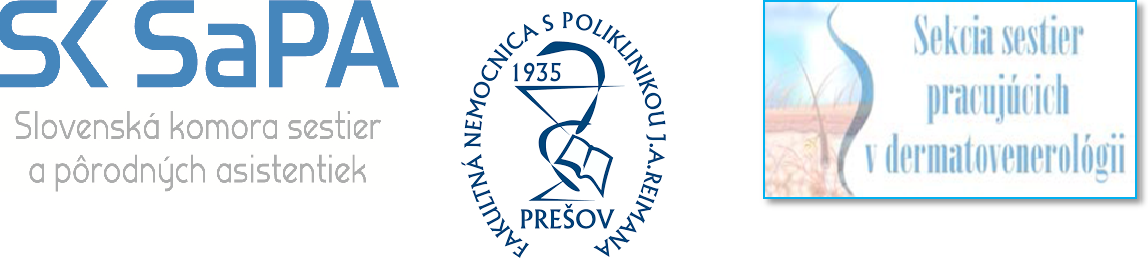 SK SaPA
Slovenská komora sestier
a pôrodných asistentiek
FAKULTNÁ NEMOCNICA S POLIKLINIKOU J.A.REIMANA
1935
PREŠOV
Sekcia sestier
pracujúcich
v dermatovenerológii